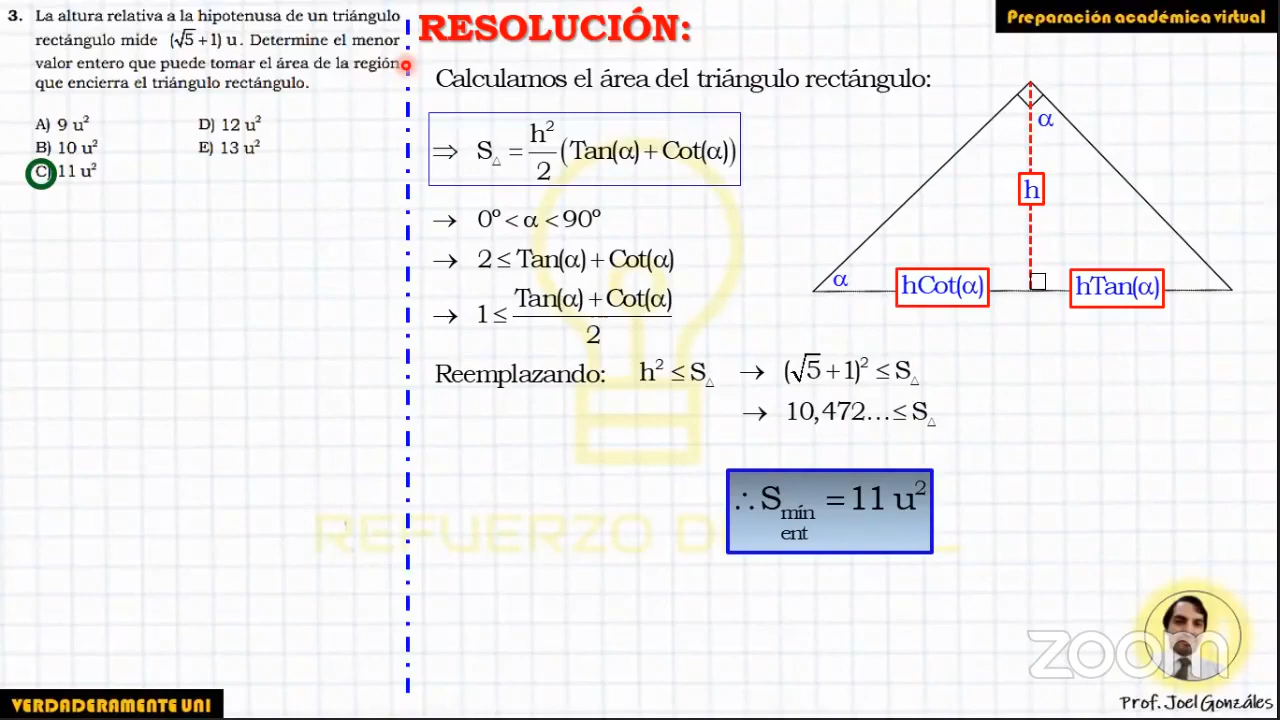 3. La altura relativa a la hipotenusa de un triángulo
rectángulo mide (√5+1) u. Determine el menor
valor entero que puede tomar el área de la región
que encierra el triángulo rectángulo.
A) 9 u²
D) 12 u²
B) 10 u²
E) 13 u²
C) 11 u²
RESOLUCIÓN:
Preparación académica virtual
Calculamos el área del triángulo rectángulo:
⇒ S△ = h²/2 (Tan(α) + Cot(α))
→ 0º < α < 90º
→ 2 ≤ Tan(α) + Cot(α)
→ 1 ≤ (Tan(α) + Cot(α))/2
α
h
α
hCot(α)
hTan(α)
Reemplazando: h² ≤ S△ → (√5+1)² ≤ S△
→ 10,472... ≤ S△
∴ S mín ent = 11 u²
REFUERZO D
zoom
VERDADERAMENTE UNI
Prof. Joel Gonzáles